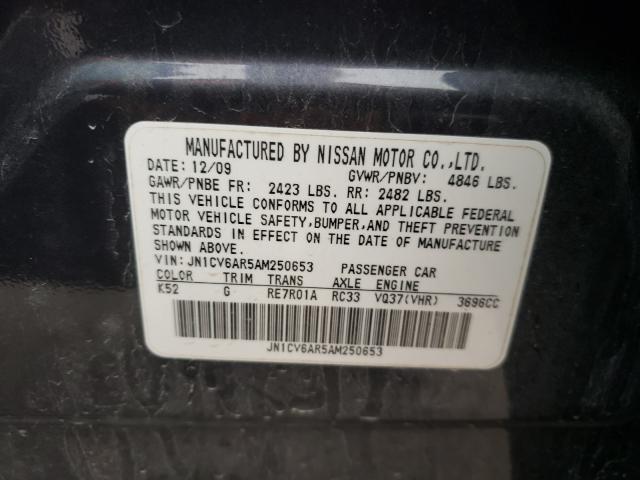 MANUFACTURED BY NISSAN MOTOR CO.,LTD.
DATE: 12/09 GVWR/PNBV: 4846 LBS.
GAWR/PNBE FR: 2423 LBS. RR: 2482 LBS.
THIS VEHICLE CONFORMS TO ALL APPLICABLE FEDERAL
MOTOR VEHICLE SAFETY, BUMPER, AND THEFT PREVENTION
STANDARDS IN EFFECT ON THE DATE OF MANUFACTURE
SHOWN ABOVE.
VIN: JN1CV6AR5AM250653 PASSENGER CAR
COLOR TRIM TRANS AXLE ENGINE
K52 G RE7R01A RC33 VQ37(VHR) 3696CC
JN1CV6AR5AM250653